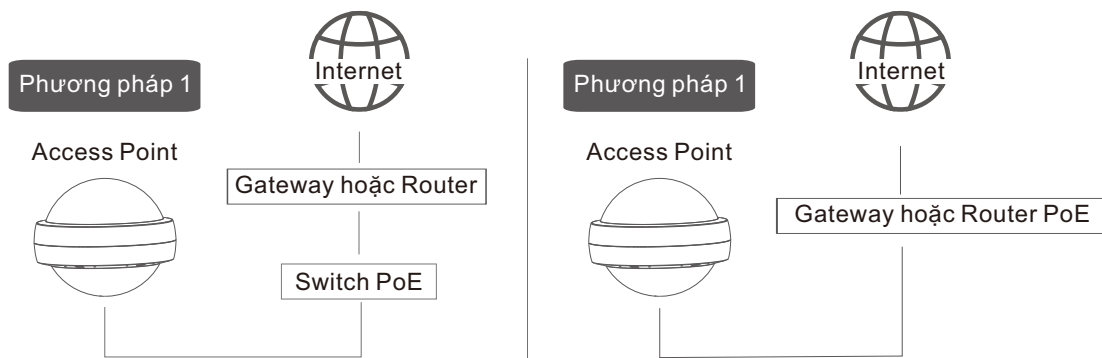 Phương pháp 1
Internet
Access Point
Gateway hoặc Router
Switch PoE
Phương pháp 1
Internet
Access Point
Gateway hoặc Router PoE